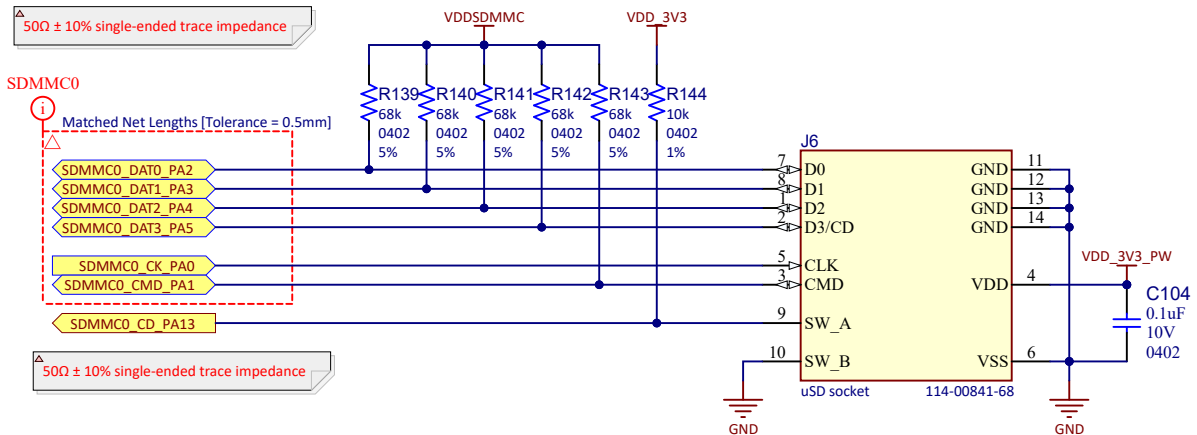 50Ω ± 10% single-ended trace impedance
VDDSDMMC
VDD_3V3
SDMMC0
i
Matched Net Lengths [Tolerance = 0.5mm]
R139
68k
0402
5%
R140
68k
0402
5%
R141
68k
0402
5%
R142
68k
0402
5%
R143
68k
0402
5%
R144
10k
0402
1%
J6
SDMMC0_DAT0_PA2
7
D0
GND
11
SDMMC0_DAT1_PA3
8
D1
GND
12
SDMMC0_DAT2_PA4
1
D2
GND
13
SDMMC0_DAT3_PA5
2
D3/CD
GND
14
SDMMC0_CK_PA0
5
CLK
SDMMC0_CMD_PA1
3
CMD
VDD
4
VDD_3V3_PW
C104
0.1uF
10V
0402
SDMMC0_CD_PA13
9
SW_A
10
SW_B
VSS
6
50Ω ± 10% single-ended trace impedance
uSD socket
114-00841-68
GND
GND